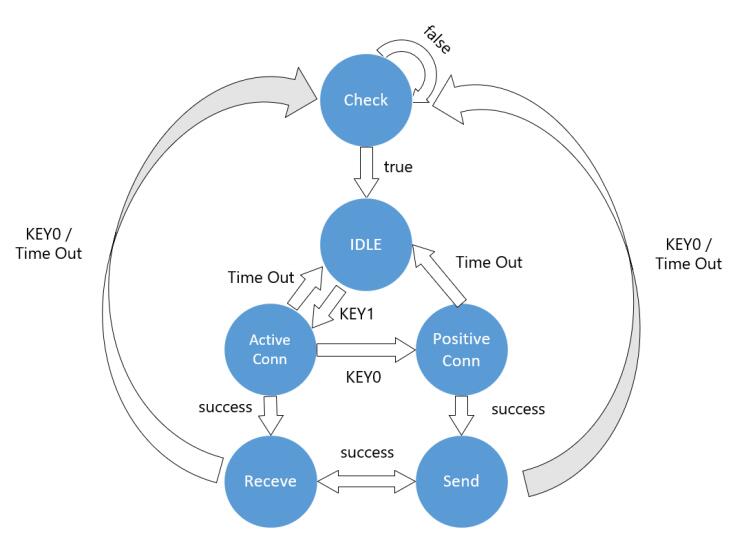 false
Check
true
KEY0 /
Time Out
KEY0 /
Time Out
IDLE
Time Out
Time Out
KEY1
Active
Conn
Positive
Conn
KEY0
success
success
success
Receve
Send